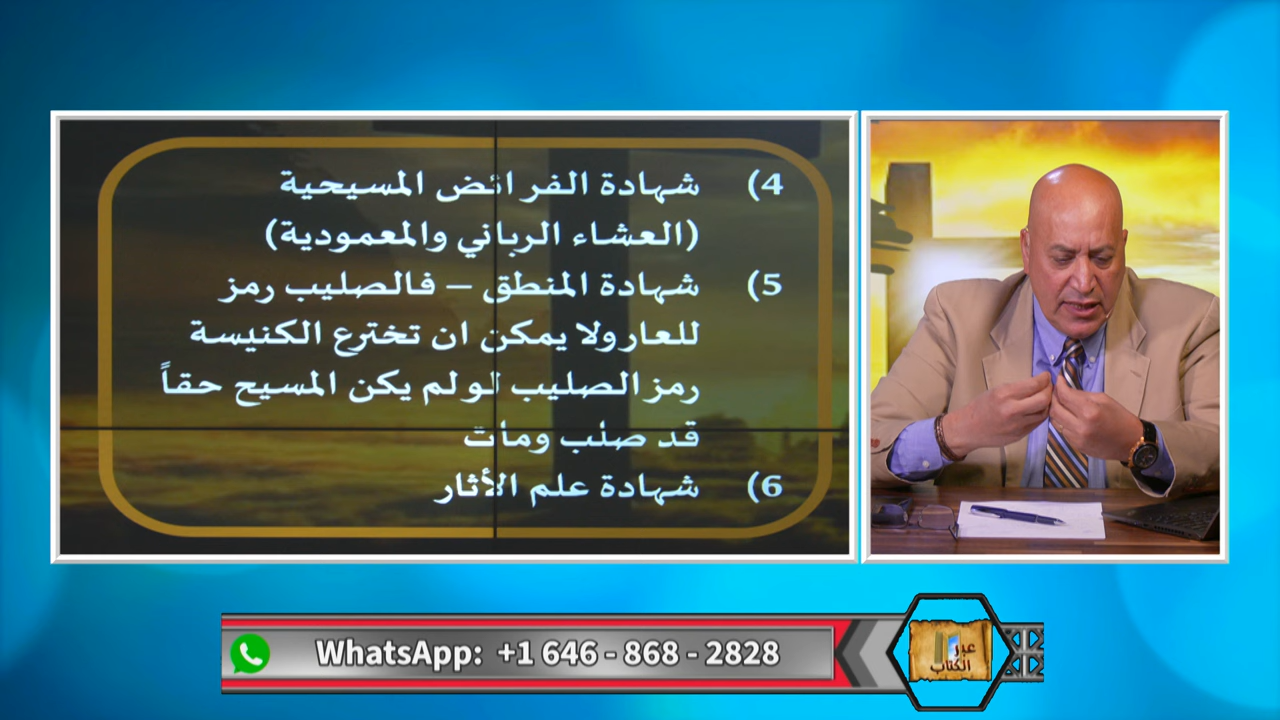 4) شهادة الفرائض المسيحية
(العشاء الرباني والمعمودية)
5) شهادة المنطق – فالصليب رمز
للعار ولا يمكن ان تخترع الكنيسة
رمز الصليب لو لم يكن المسيح حقاً
قد صلب ومات
6) شهادة علم الأثار
WhatsApp: +1 646 - 868 - 2828
عبر
الكتاب